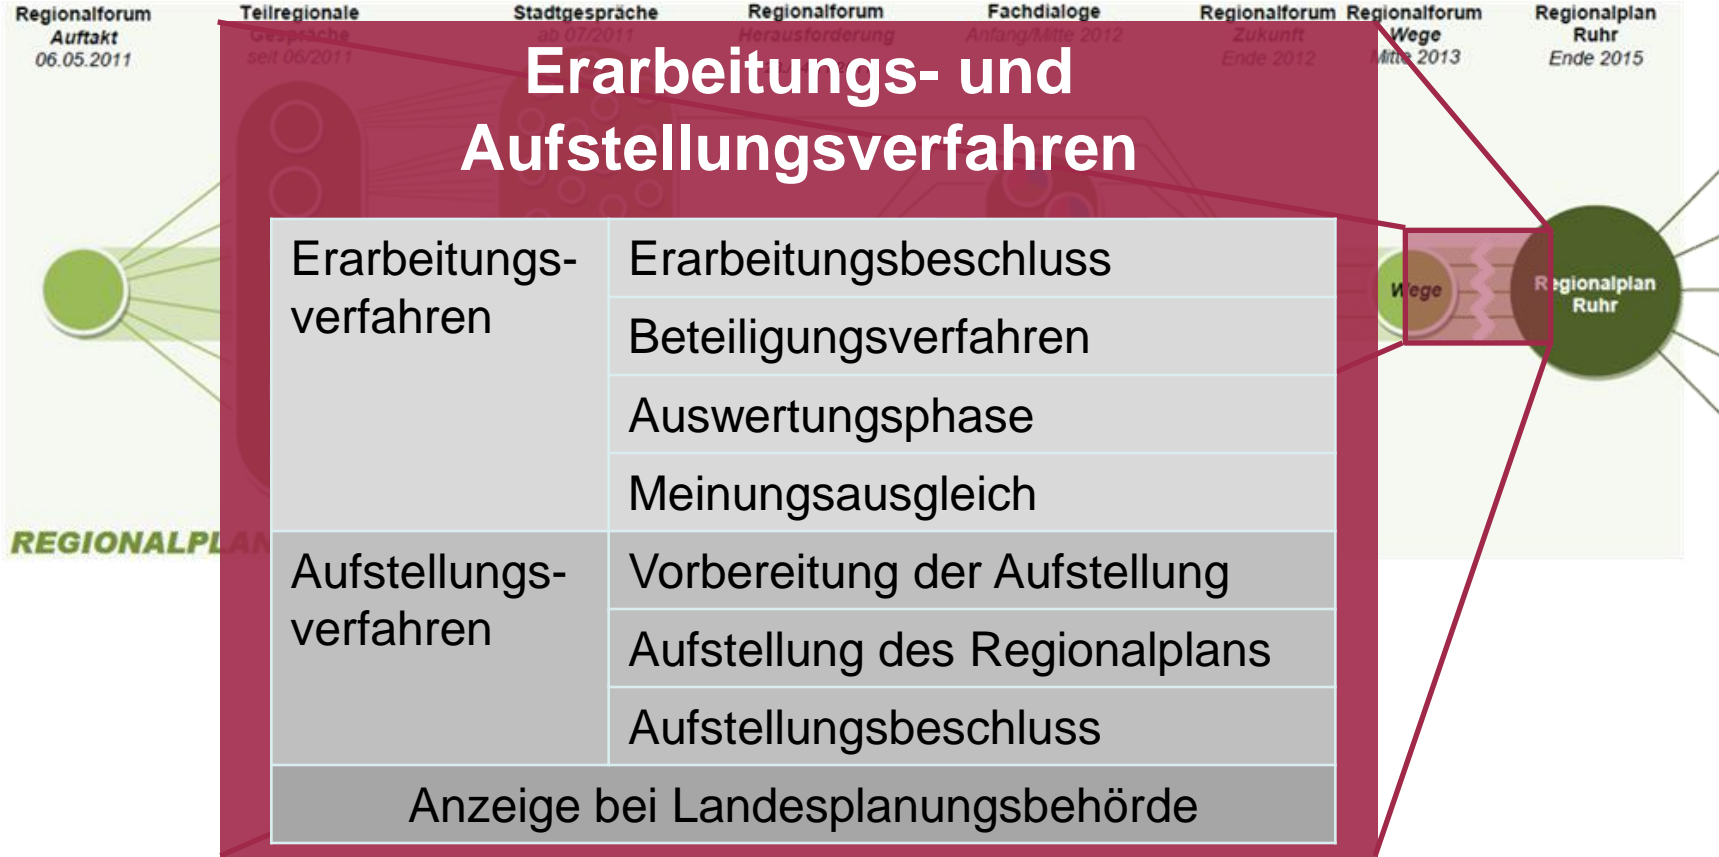 Regionalforum
Auftakt
06.05.2011
Teilregionale
Gespräche
seit 06/2011
Stadtgespräche
ab 07/2011
Regionalforum
Herausforderung
Fachdialoge
Anfang/Mitte 2012
Regionalforum
Zukunft
Ende 2012
Regionalforum
Wege
Mitte 2013
Regionalplan
Ruhr
Ende 2015
Erarbeitungs- und
Aufstellungsverfahren
Erarbeitungs-
verfahren
Erarbeitungsbeschluss
Beteiligungsverfahren
Auswertungsphase
Meinungsausgleich
Aufstellungs-
verfahren
Vorbereitung der Aufstellung
Aufstellung des Regionalplans
Aufstellungsbeschluss
Anzeige bei Landesplanungsbehörde
Wege
Regionalplan
Ruhr
REGIONALPLAN